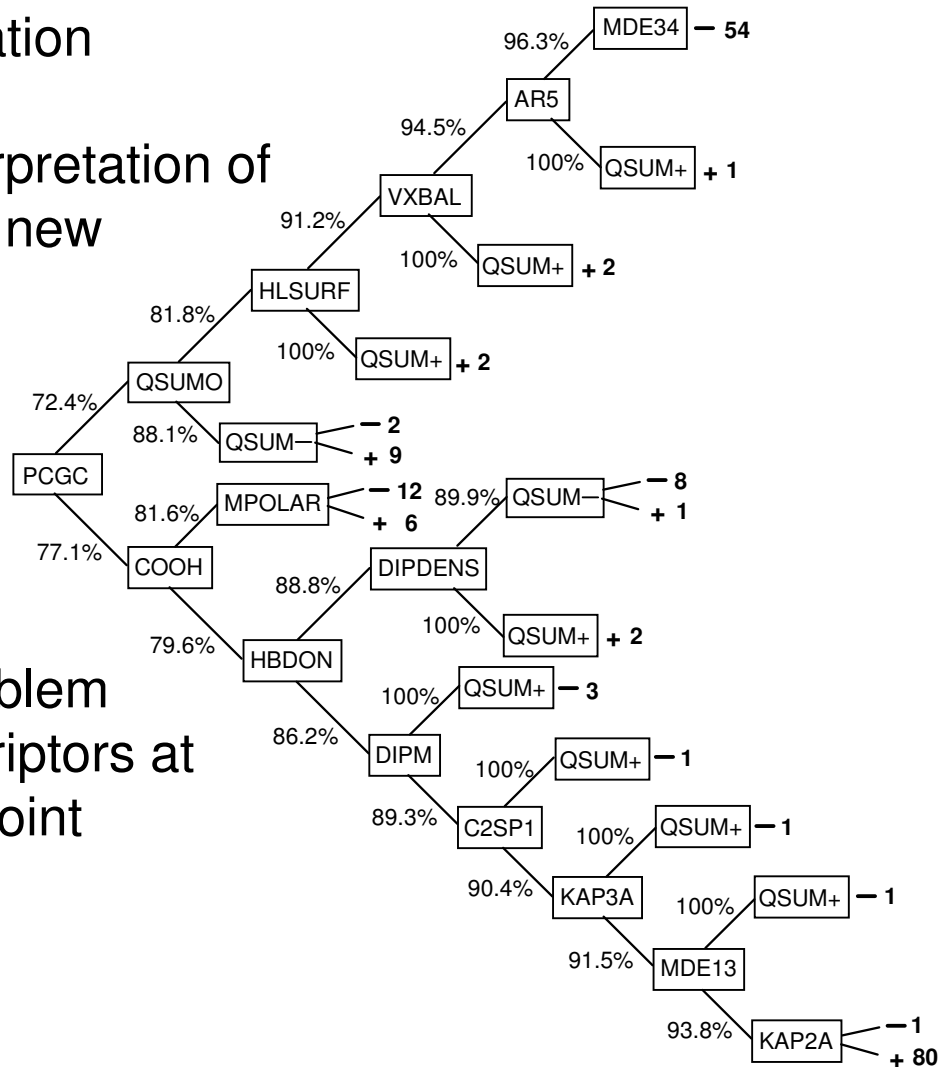 ation
96.3%
MDE34
– 54
AR5
94.5%
100%
QSUM+
+ 1
rpretation of
new
VXBAL
91.2%
100%
QSUM+
+ 2
HLSURF
81.8%
100%
QSUM+
+ 2
QSUMO
72.4%
88.1%
QSUM–
– 2
+ 9
PCGC
77.1%
81.6%
MPOLAR
– 12
+ 6
COOH
79.6%
89.9%
QSUM–
– 8
+ 1
DIPDENS
88.8%
100%
QSUM+
+ 2
HBDON
86.2%
100%
QSUM+
– 3
blem
riptors at
oint
DIPM
89.3%
100%
QSUM+
– 1
C2SP1
90.4%
100%
QSUM+
– 1
KAP3A
91.5%
100%
QSUM+
– 1
MDE13
93.8%
KAP2A
– 1
+ 80